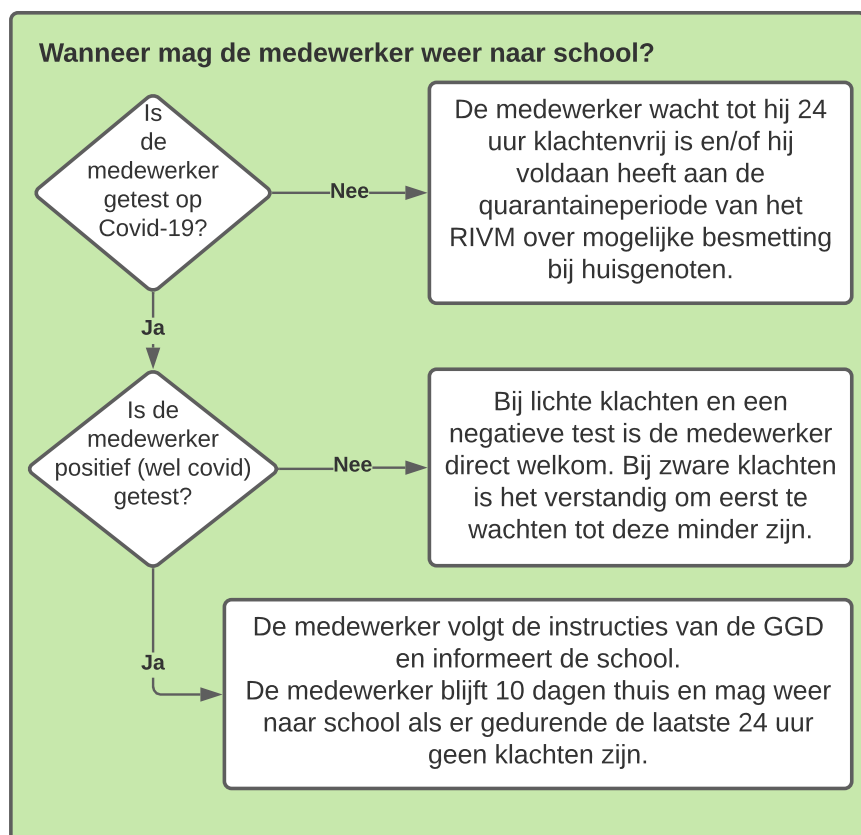 Wanneer mag de medewerker weer naar school?
Is
de
medewerker
getest op
Covid-19?
Nee
De medewerker wacht tot hij 24
uur klachtenvrij is en/of hij
voldaan heeft aan de
quarantaineperiode van het
RIVM over mogelijke besmetting
bij huisgenoten.
Ja
Is de
medewerker
positief (wel covid)
getest?
Nee
Bij lichte klachten en een
negatieve test is de medewerker
direct welkom. Bij zware klachten
is het verstandig om eerst te
wachten tot deze minder zijn.
Ja
De medewerker volgt de instructies van de GGD
en informeert de school.
De medewerker blijft 10 dagen thuis en mag weer
naar school als er gedurende de laatste 24 uur
geen klachten zijn.